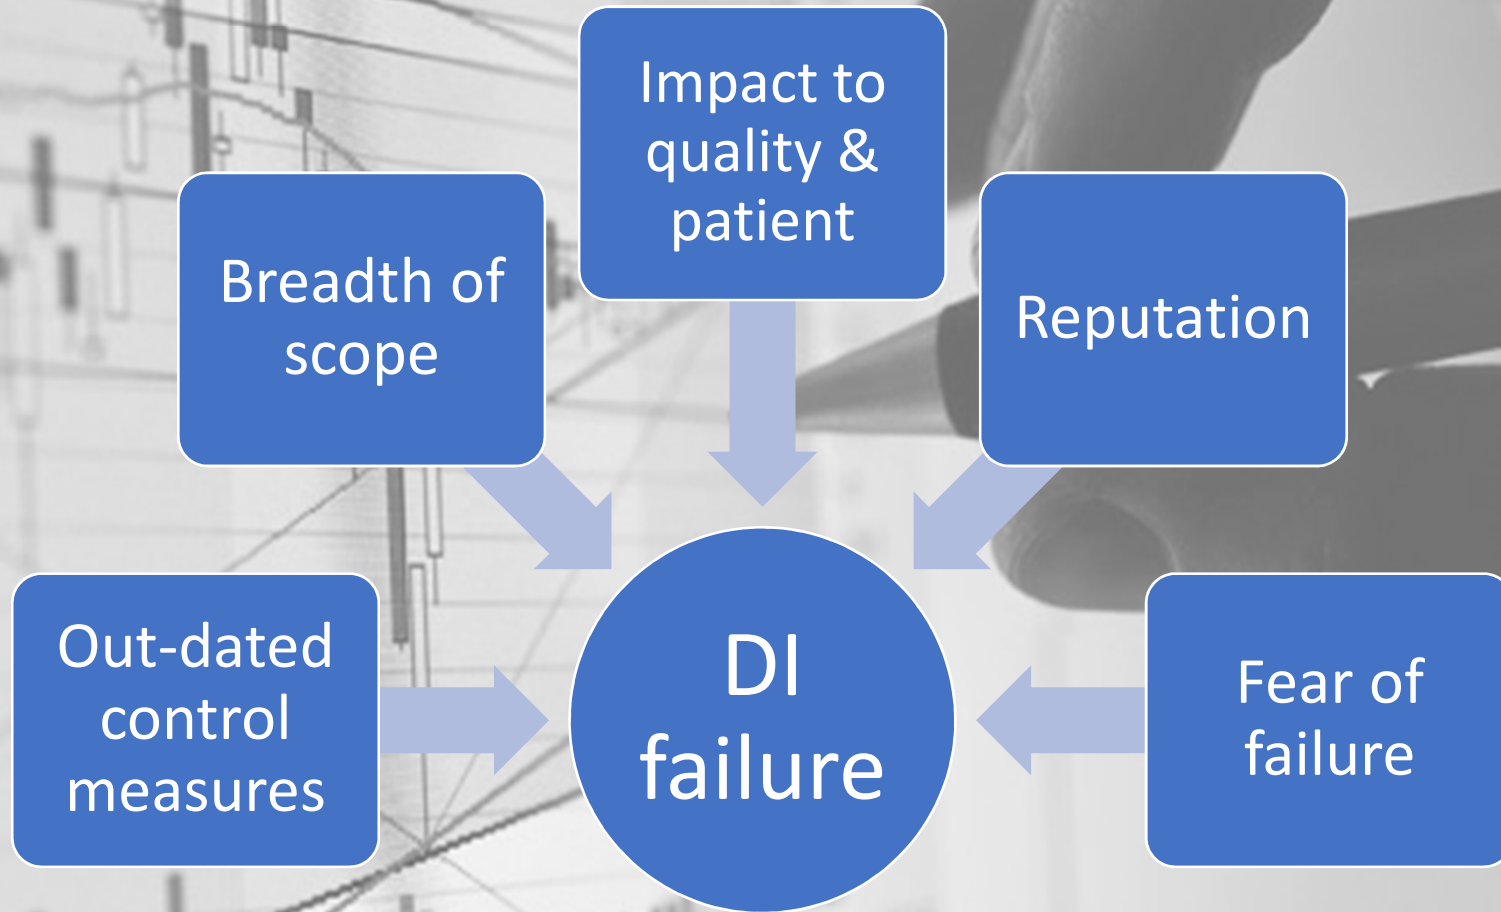 Impact to
quality &
patient
Breadth of
scope
Reputation
Out-dated
control
measures
DI
failure
Fear of
failure